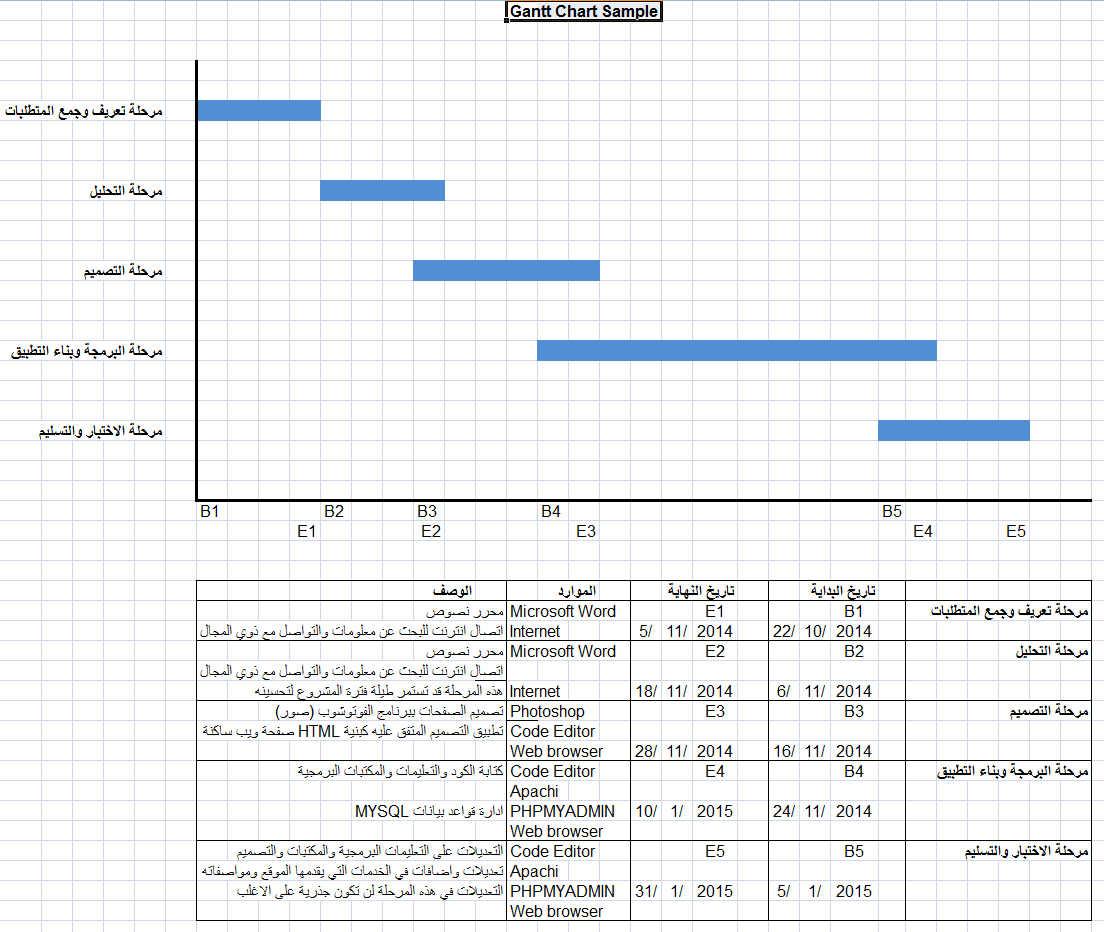 Gantt Chart Sample
مرحلة تعريف وجمع المتطلبات
مرحلة التحليل
مرحلة التصميم
مرحلة البرمجة وبناء التطبيق
مرحلة الاختبار والتسليم
B1 B2 B3 B4 B5
E1 E2 E3 E4 E5
تاريخ البداية تاريخ النهاية الموارد الوصف
مرحلة تعريف وجمع المتطلبات B1 E1 Microsoft Word محرر نصوص
22/ 10/ 2014 5/ 11/ 2014 Internet اتصال انترنت للبحث عن معلومات والتواصل مع ذوي المجال
مرحلة التحليل B2 E2 Microsoft Word محرر نصوص
اتصال انترنت للبحث عن معلومات والتواصل مع ذوي المجال
6/ 11/ 2014 18/ 11/ 2014 Internet هذه المرحلة قد تستمر طيلة فترة المشروع لتحسينه
مرحلة التصميم B3 E3 Photoshop تصميم الصفحات ببرنامج الفوتوشوب (صور)
Code Editor تطبيق التصميم المتفق عليه كبنية HTML صفحة ويب ساكنة
16/ 11/ 2014 28/ 11/ 2014 Web browser
مرحلة البرمجة وبناء التطبيق B4 E4 Code Editor كتابة الكود والتعليمات والمكتبات البرمجية
Apachi
24/ 11/ 2014 10/ 1/ 2015 PHPMYADMIN ادارة قواعد بيانات MYSQL
Web browser
مرحلة الاختبار والتسليم B5 E5 Code Editor التعديلات على التعليمات البرمجية والمكتبات والتصميم
Apachi تعديلات واضافات في الخدمات التي يقدمها الموقع ومواصفاته
5/ 1/ 2015 31/ 1/ 2015 PHPMYADMIN التعديلات في هذه المرحلة لن تكون جذرية على الاغلب
Web browser